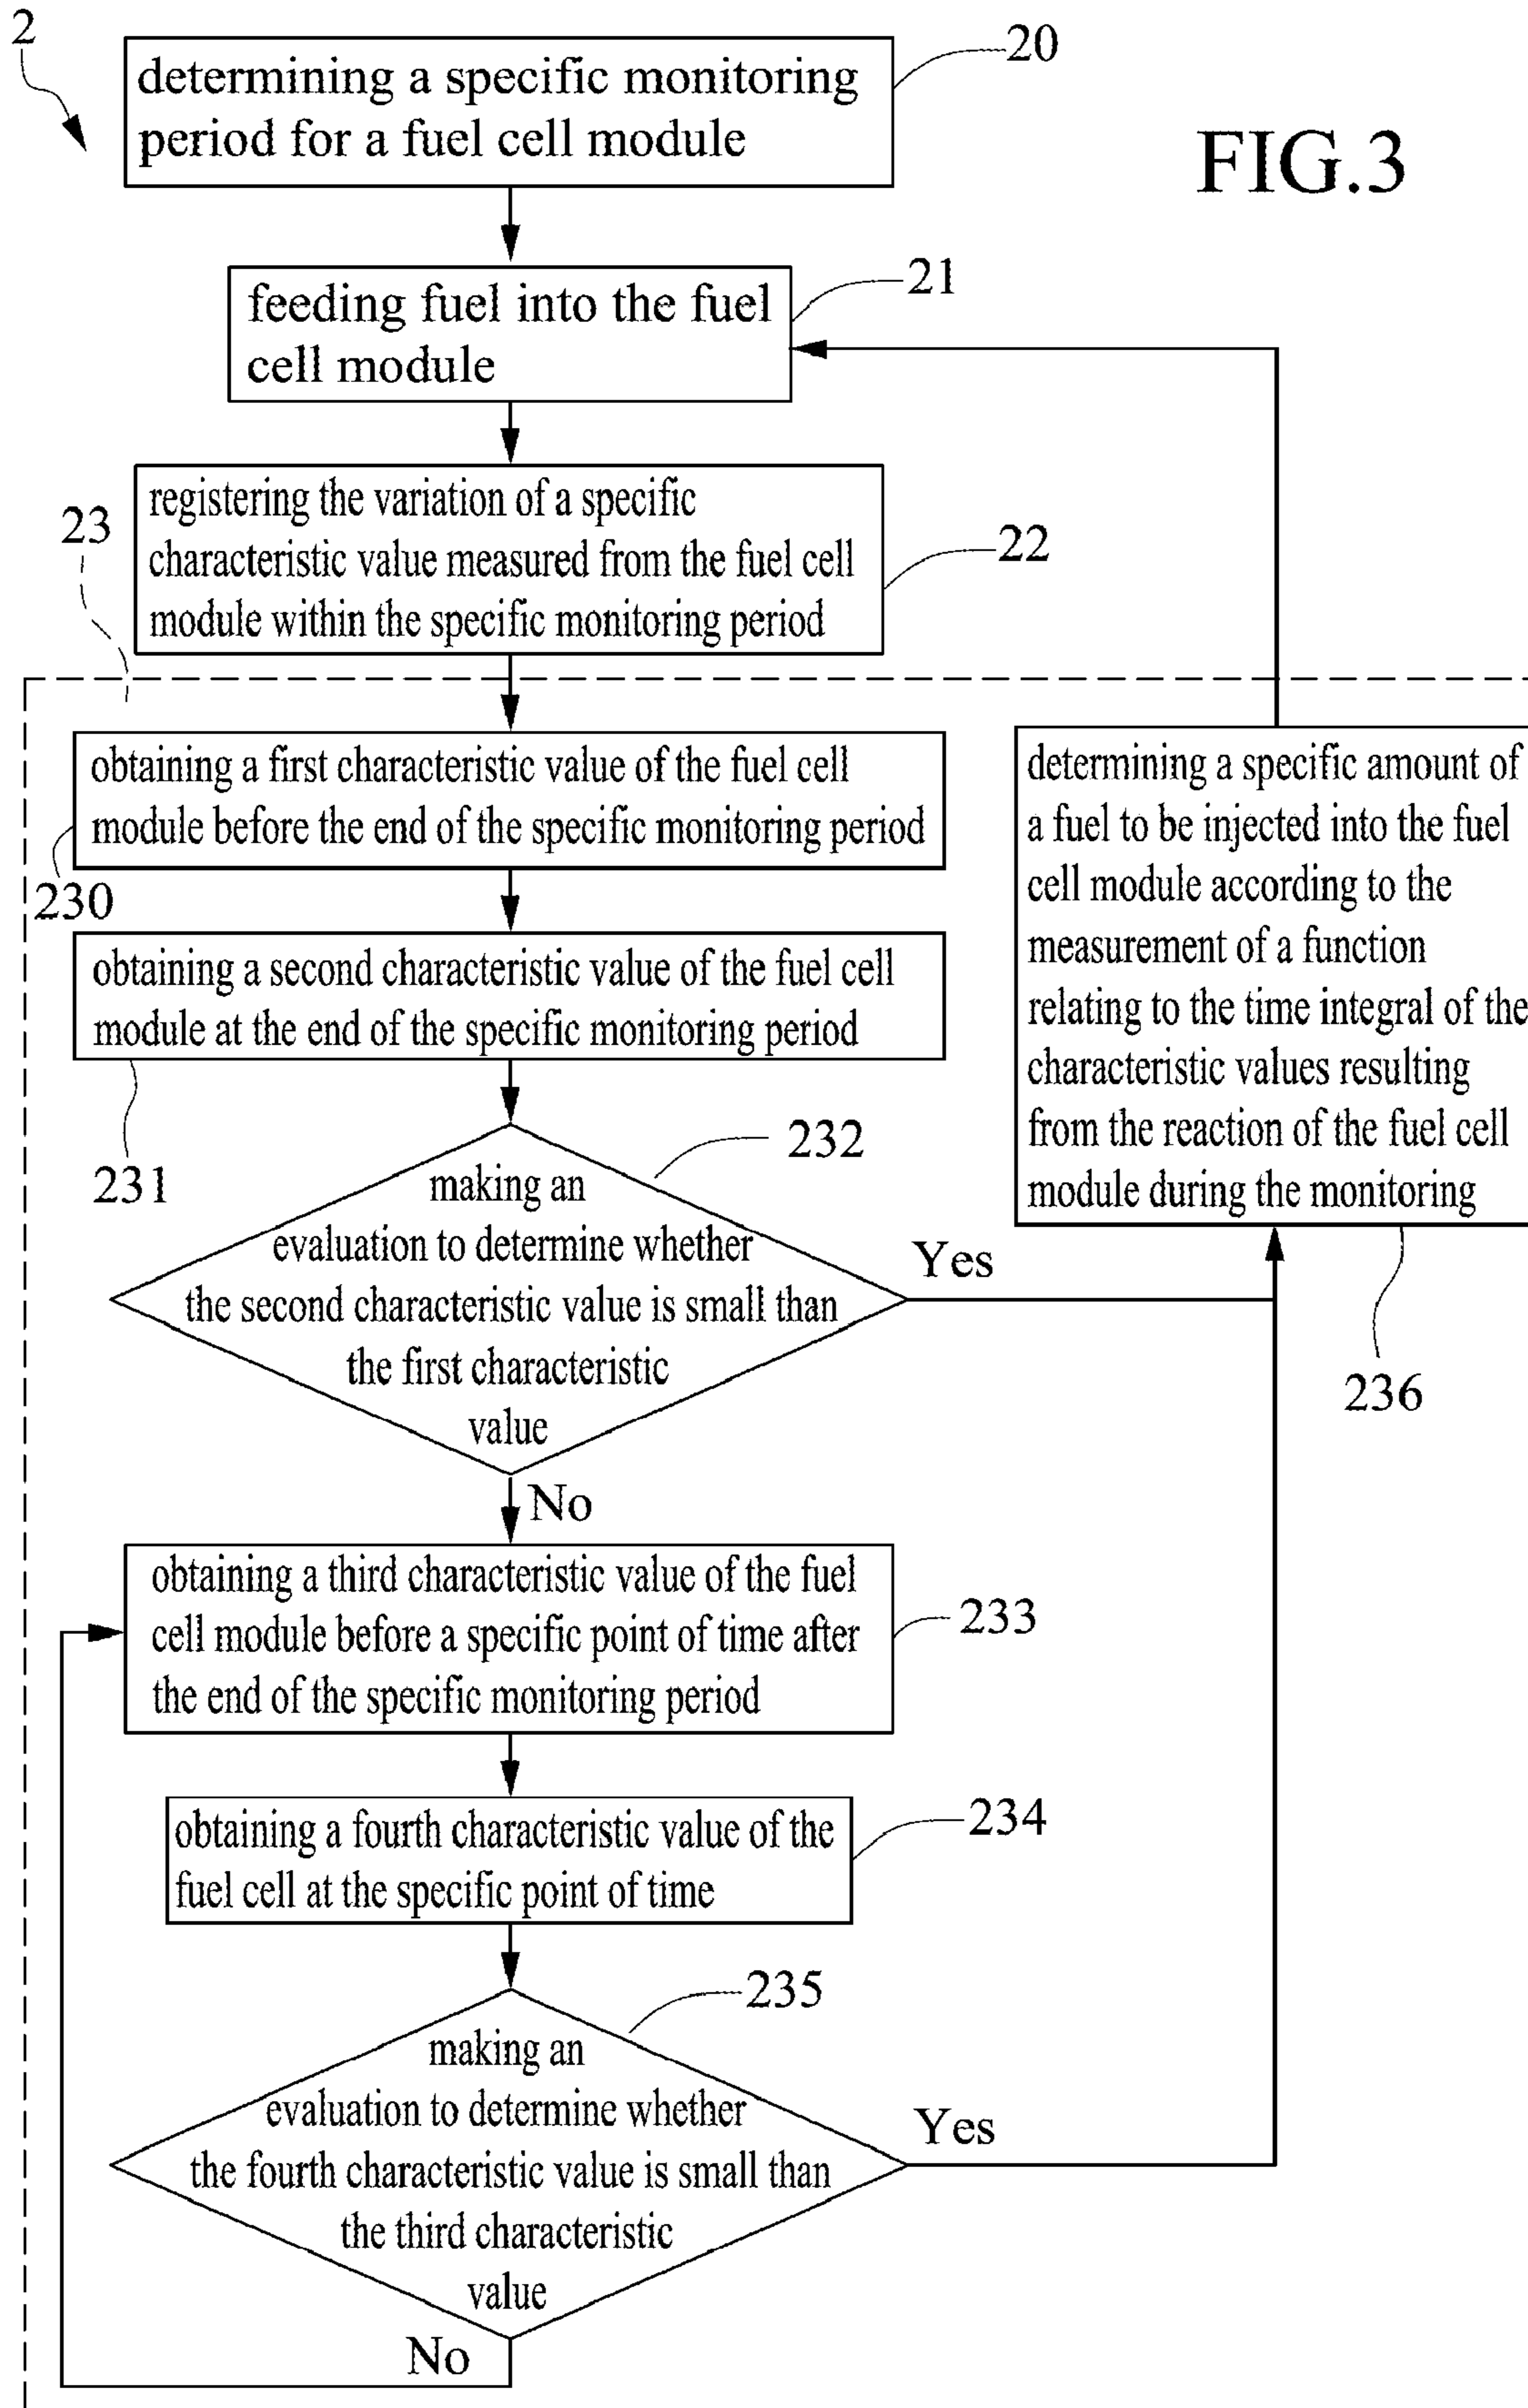 2
determining a specific monitoring
period for a fuel cell module
20
FIG.3
feeding fuel into the fuel
cell module
21
registering the variation of a specific
characteristic value measured from the fuel cell
module within the specific monitoring period
22
23
obtaining a first characteristic value of the fuel cell
module before the end of the specific monitoring period
230
obtaining a second characteristic value of the fuel cell
module at the end of the specific monitoring period
231
making an
evaluation to determine whether
the second characteristic value is small than
the first characteristic
value
232
Yes
No
determining a specific amount of
a fuel to be injected into the fuel
cell module according to the
measurement of a function
relating to the time integral of the
characteristic values resulting
from the reaction of the fuel cell
module during the monitoring
236
obtaining a third characteristic value of the fuel
cell module before a specific point of time after
the end of the specific monitoring period
233
obtaining a fourth characteristic value of the
fuel cell at the specific point of time
234
making an
evaluation to determine whether
the fourth characteristic value is small than
the third characteristic
value
235
Yes
No